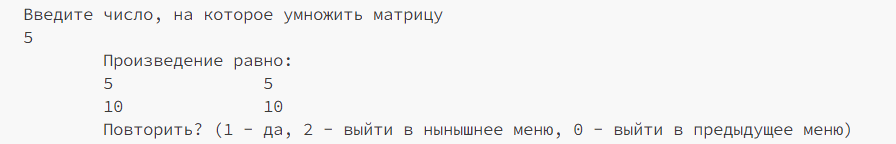 Введите число, на которое умножить матрицу
5
Произведение равно:
5 5
10 10
Повторить? (1 - да, 2 - выйти в нынышнее меню, 0 - выйти в предыдущее меню)